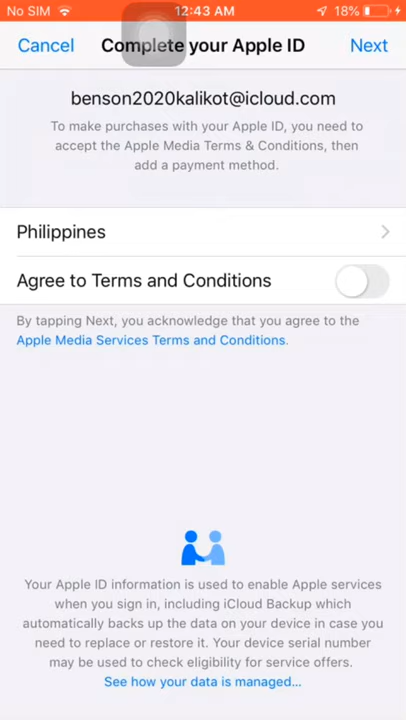 No SIM 12:43 AM 18%
Cancel Complete your Apple ID Next
benson2020kalikot@icloud.com
To make purchases with your Apple ID, you need to
accept the Apple Media Terms & Conditions, then
add a payment method.
Philippines
Agree to Terms and Conditions
By tapping Next, you acknowledge that you agree to the
Apple Media Services Terms and Conditions.
Your Apple ID information is used to enable Apple services
when you sign in, including iCloud Backup which
automatically backs up the data on your device in case you
need to replace or restore it. Your device serial number
may be used to check eligibility for service offers.
See how your data is managed...